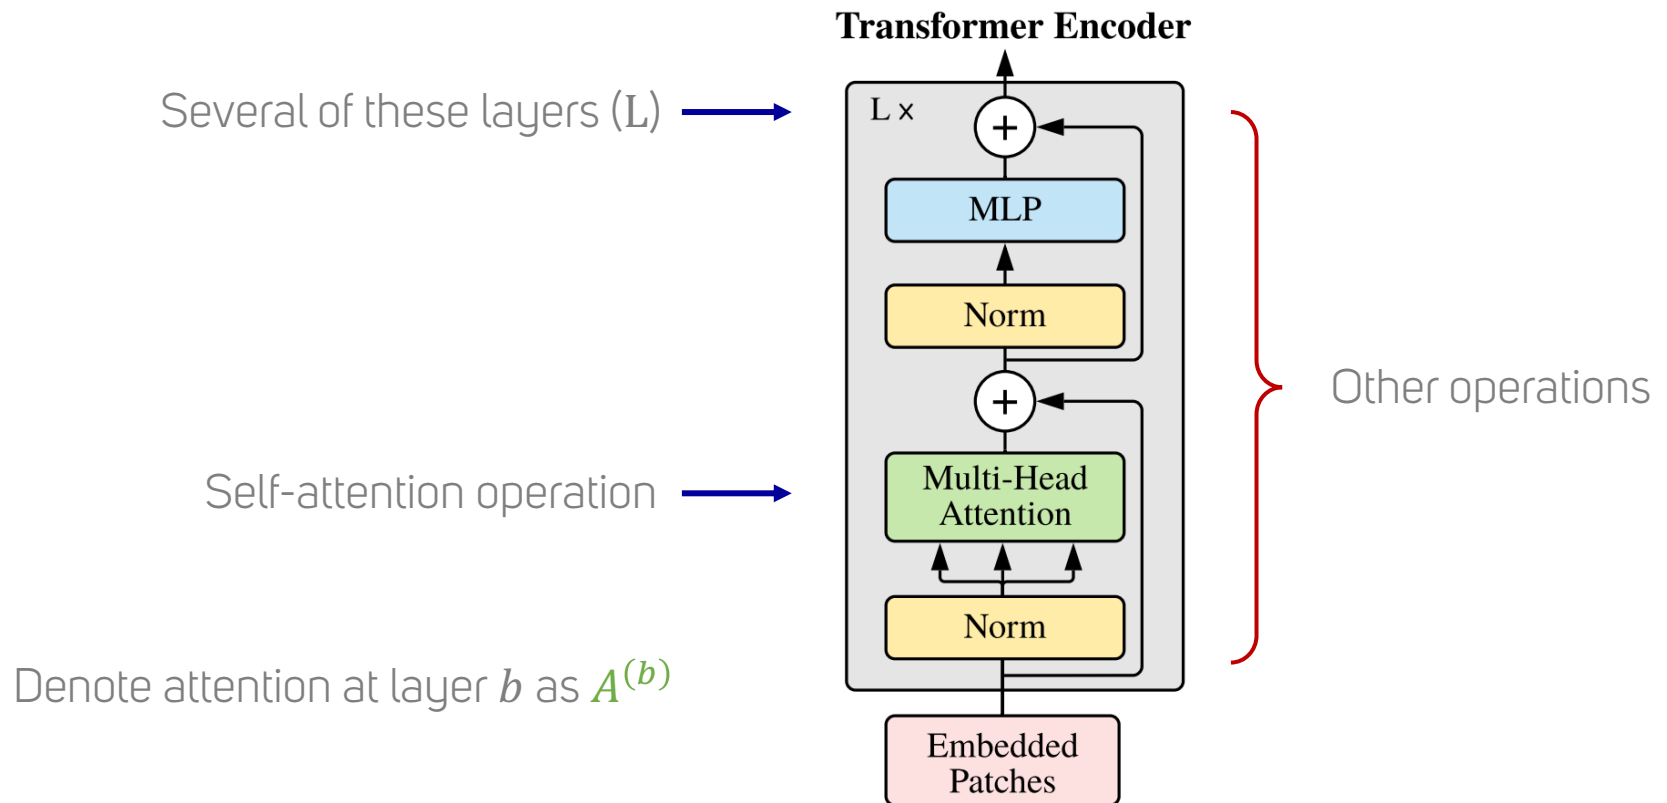 Transformer Encoder
Several of these layers (L)
L ×
+
MLP
Norm
+
Other operations
Self-attention operation
Multi-Head
Attention
Norm
Denote attention at layer b as A^(b)
Embedded
Patches